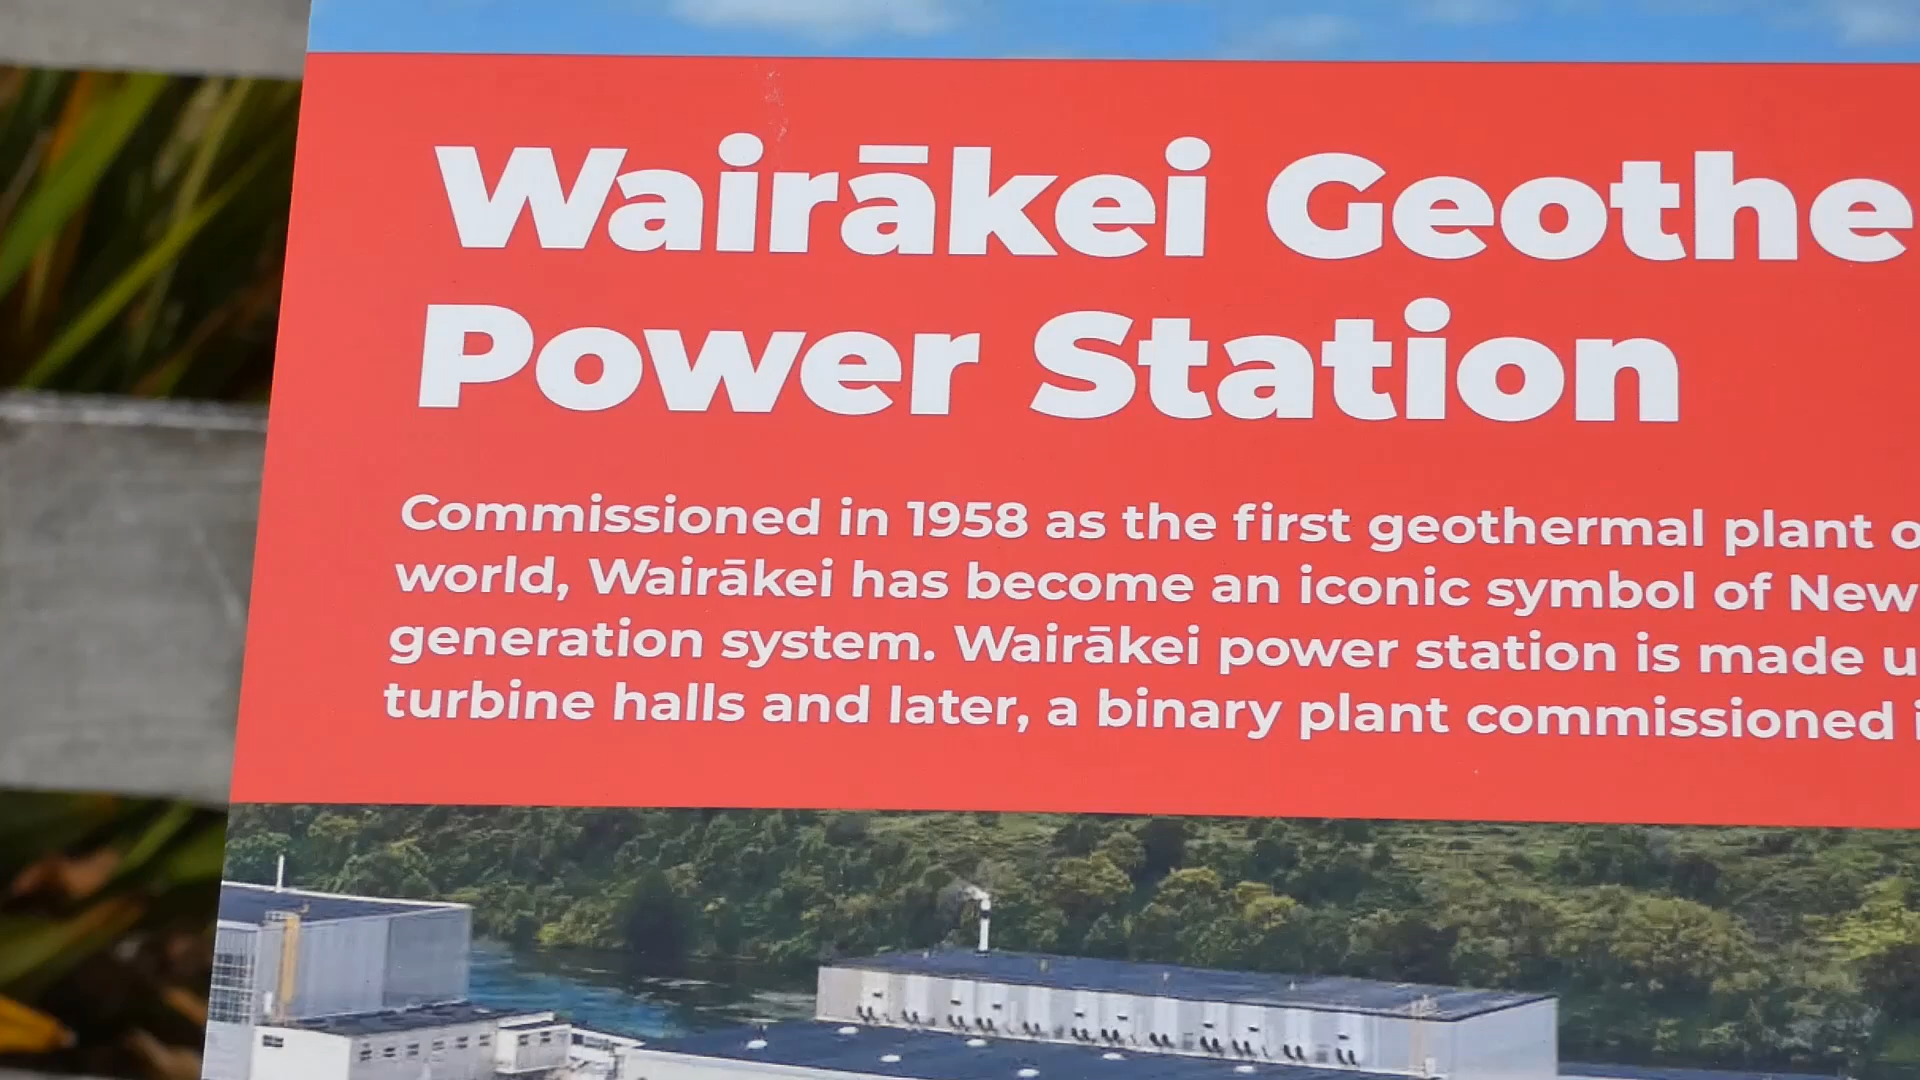 Wairākei Geothe
Power Station
Commissioned in 1958 as the first geothermal plant o
world, Wairākei has become an iconic symbol of New
generation system. Wairākei power station is made u
turbine halls and later, a binary plant commissioned i